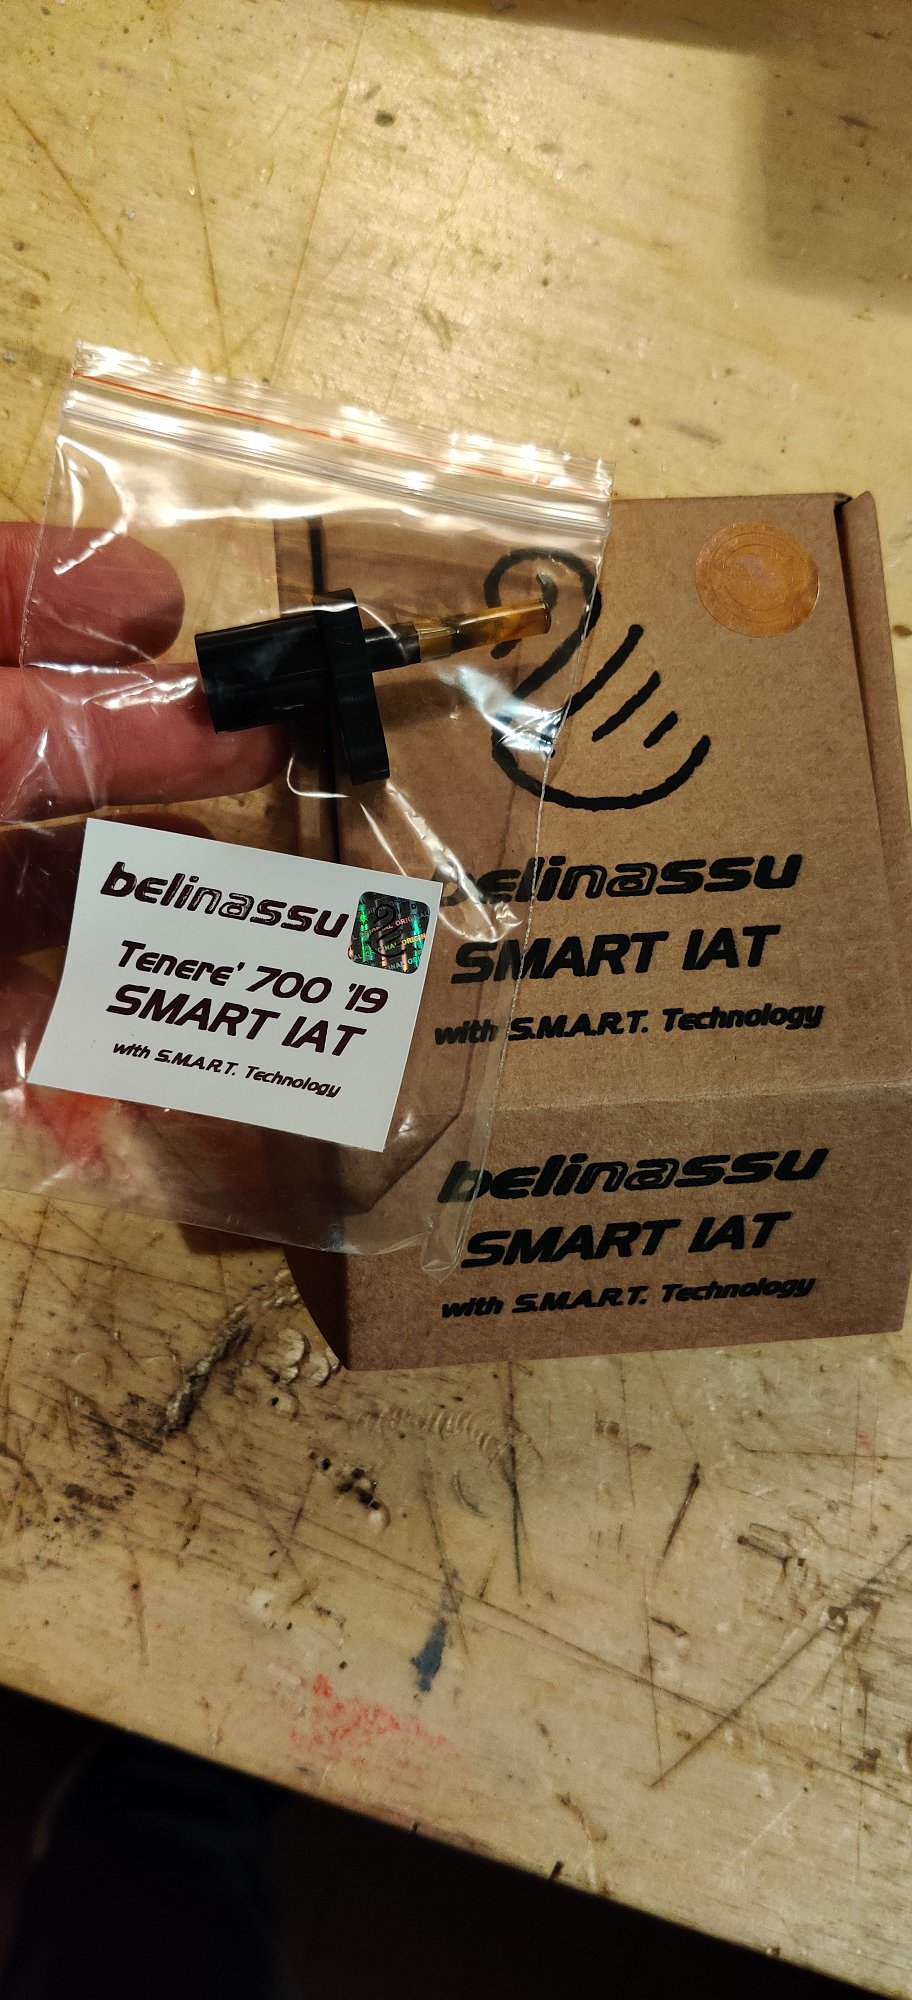 belinassu
Tenere' 700 '19
SMART IAT
with S.M.A.R.T. Technology
belinassu
SMART IAT
with S.M.A.R.T. Technology
belinassu
SMART IAT
with S.M.A.R.T. Technology